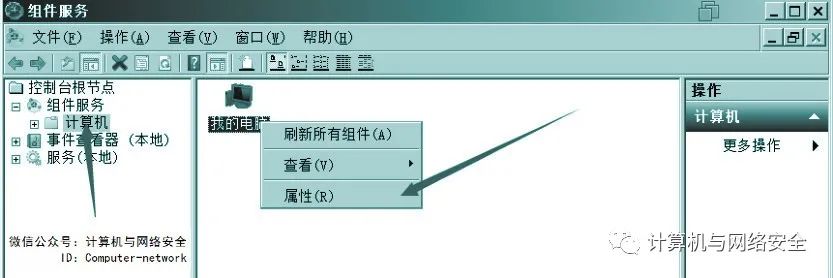 组件服务
文件(F) 操作(A) 查看(V) 窗口(W) 帮助(H)
控制台根节点
组件服务
计算机
事件查看器 (本地)
服务(本地)
我的电脑
刷新所有组件(A)
查看(V)
属性(R)
操作
计算机
更多操作
微信公众号: 计算机与网络安全
ID: Computer-network
计算机与网络安全